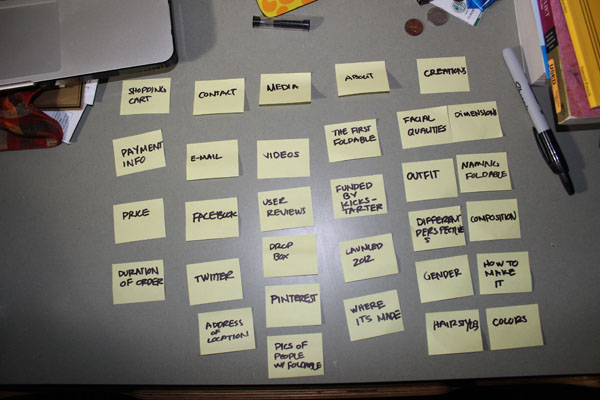 SHOPPING
CART
CONTACT
MEDIA
ABOUT
CREATIONS
PAYMENT
INFO
E-MAIL
VIDEOS
THE FIRST
FOLDABLE
FACIAL
QUALITIES
DIMENSION
PRICE
FACEBOOK
USER
REVIEWS
FUNDED
BY
KICKS-
TARTER
OUTFIT
NAMING
FOLDABLE
DURATION
OF ORDER
TWITTER
DROP
BOX
LAUNCED
2012
DIFFERENT
PERSPECTIVE
S
COMPOSITION
ADDRESS
OF
LOCATION
PINTEREST
WHERE
ITS MADE
GENDER
HOW TO
MAKE
IT
PICS OF
PEOPLE
W/ FOLDABLE
HAIRSTYLE
COLORS
Sharpie